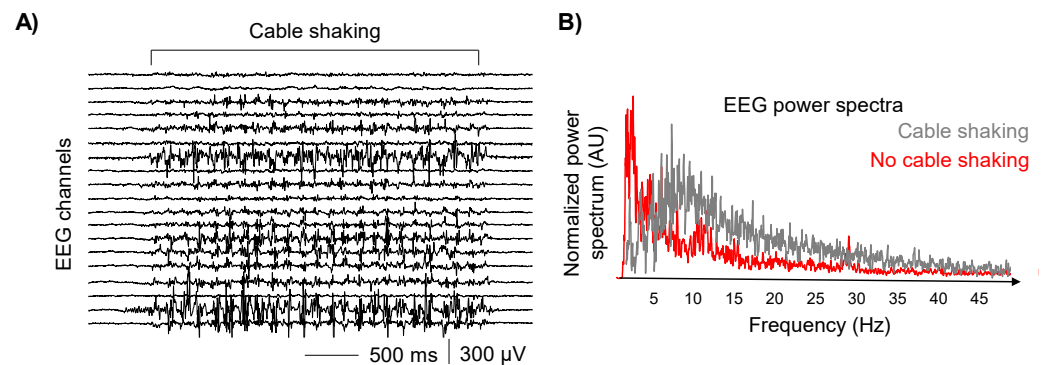 A)
Cable shaking
EEG channels
500 ms
300 µV
B)
EEG power spectra
Cable shaking
No cable shaking
Normalized power
spectrum (AU)
5 10 15 20 25 30 35 40 45
Frequency (Hz)